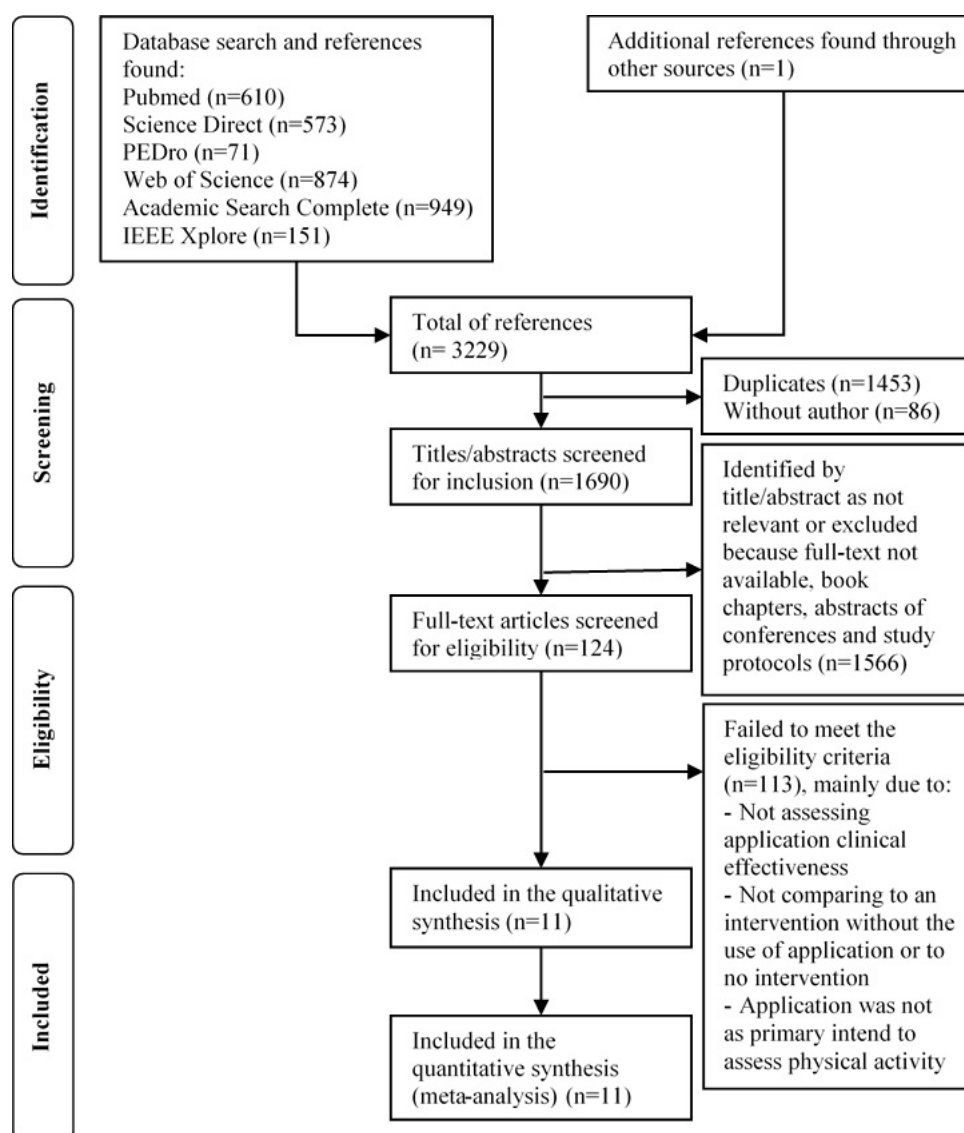 Identification
Database search and references
found:
Pubmed (n=610)
Science Direct (n=573)
PEDro (n=71)
Web of Science (n=874)
Academic Search Complete (n=949)
IEEE Xplore (n=151)
Additional references found through
other sources (n=1)
Screening
Total of references
(n= 3229)
Duplicates (n=1453)
Without author (n=86)
Titles/abstracts screened
for inclusion (n=1690)
Identified by
title/abstract as not
relevant or excluded
because full-text not
available, book
chapters, abstracts of
conferences and study
protocols (n=1566)
Eligibility
Full-text articles screened
for eligibility (n=124)
Failed to meet the
eligibility criteria
(n=113), mainly due to:
- Not assessing
application clinical
effectiveness
- Not comparing to an
intervention without the
use of application or to
no intervention
- Application was not
as primary intend to
assess physical activity
Included
Included in the qualitative
synthesis (n=11)
Included in the
quantitative synthesis
(meta-analysis) (n=11)